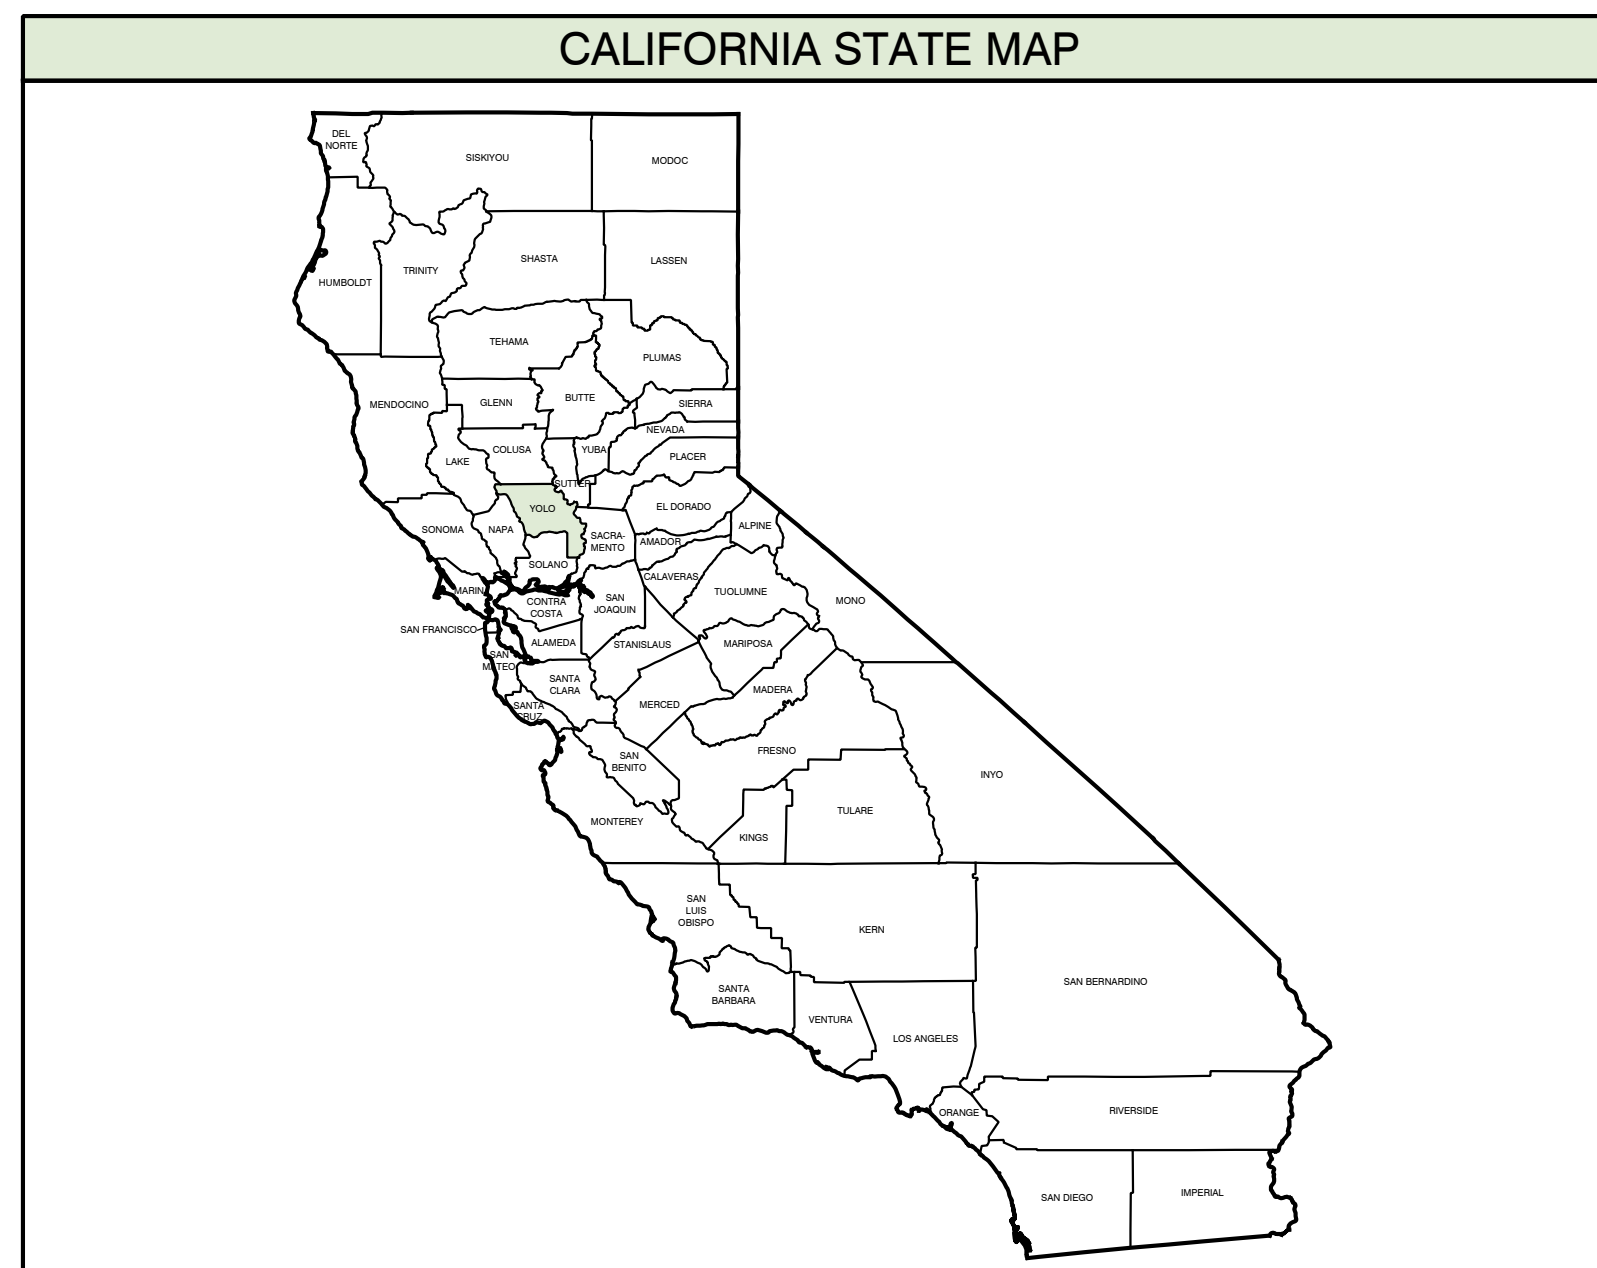 CALIFORNIA STATE MAP
DEL
NORTE
SISKIYOU
MODOC
HUMBOLDT
TRINITY
SHASTA
LASSEN
TEHAMA
PLUMAS
MENDOCINO
GLENN
BUTTE
SIERRA
NEVADA
LAKE
COLUSA
YUBA
PLACER
SUTTER
YOLO
EL DORADO
SONOMA
NAPA
SACRA-
MENTO
AMADOR
ALPINE
SOLANO
MARIN
CALAVERAS
TUOLUMNE
MONO
CONTRA
COSTA
SAN
JOAQUIN
SAN FRANCISCO
ALAMEDA
STANISLAUS
MARIPOSA
SAN
MATEO
SANTA
CLARA
MADERA
SANTA
CRUZ
MERCED
SAN
BENITO
FRESNO
INYO
MONTEREY
KINGS
TULARE
SAN
LUIS
OBISPO
KERN
SAN BERNARDINO
SANTA
BARBARA
VENTURA
LOS ANGELES
ORANGE
RIVERSIDE
SAN DIEGO
IMPERIAL